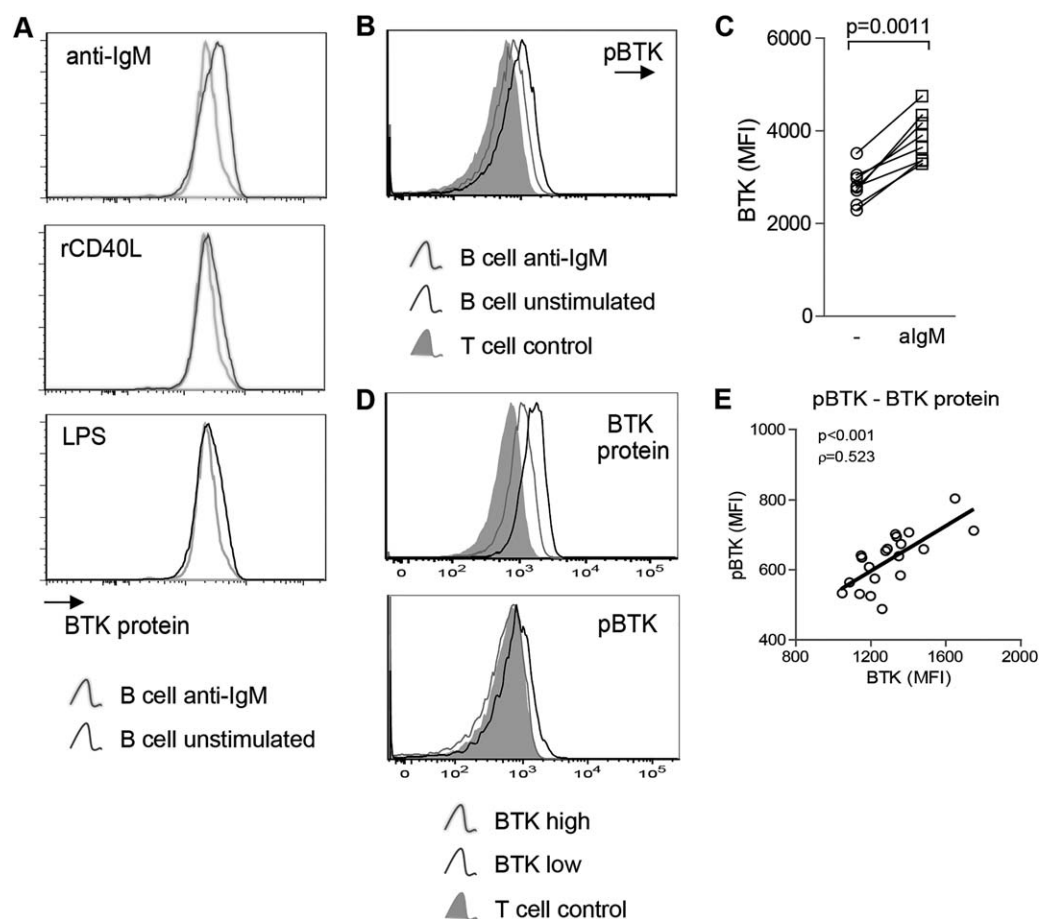 A
anti-IgM
rCD40L
LPS
BTK protein
B cell anti-IgM
B cell unstimulated
B
pBTK
B cell anti-IgM
B cell unstimulated
T cell control
C
p=0.0011
6000
4000
2000
0
BTK (MFI)
-
aIgM
D
BTK
protein
0 10² 10³ 10⁴ 10⁵
pBTK
0 10² 10³ 10⁴ 10⁵
BTK high
BTK low
T cell control
E
pBTK - BTK protein
p<0.001
ρ=0.523
1000
800
600
400
pBTK (MFI)
800 1200 1600 2000
BTK (MFI)